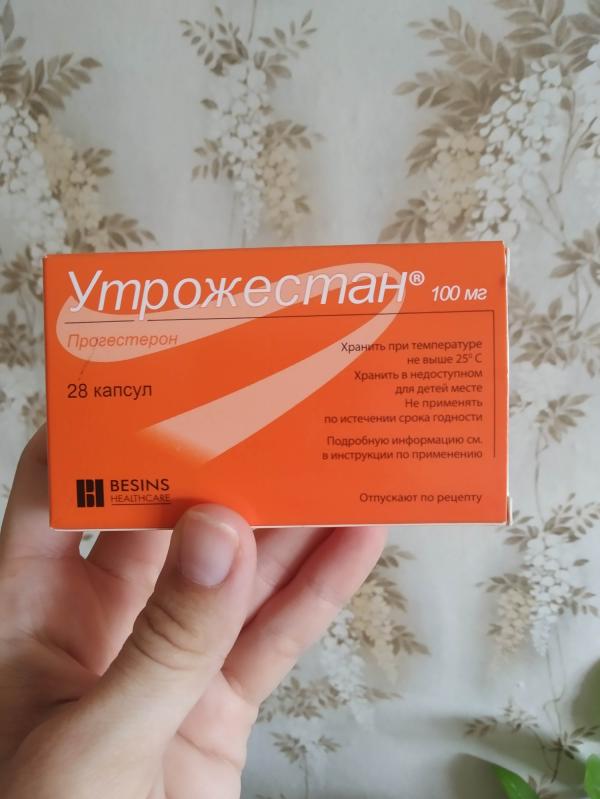 Утрожестан® 100 мг
Прогестерон
28 капсул
Хранить при температуре
не выше 25° С
Хранить в недоступном
для детей месте
Не применять
по истечении срока годности
Подробную информацию см.
в инструкции по применению
BESINS
HEALTHCARE
Отпускают по рецепту